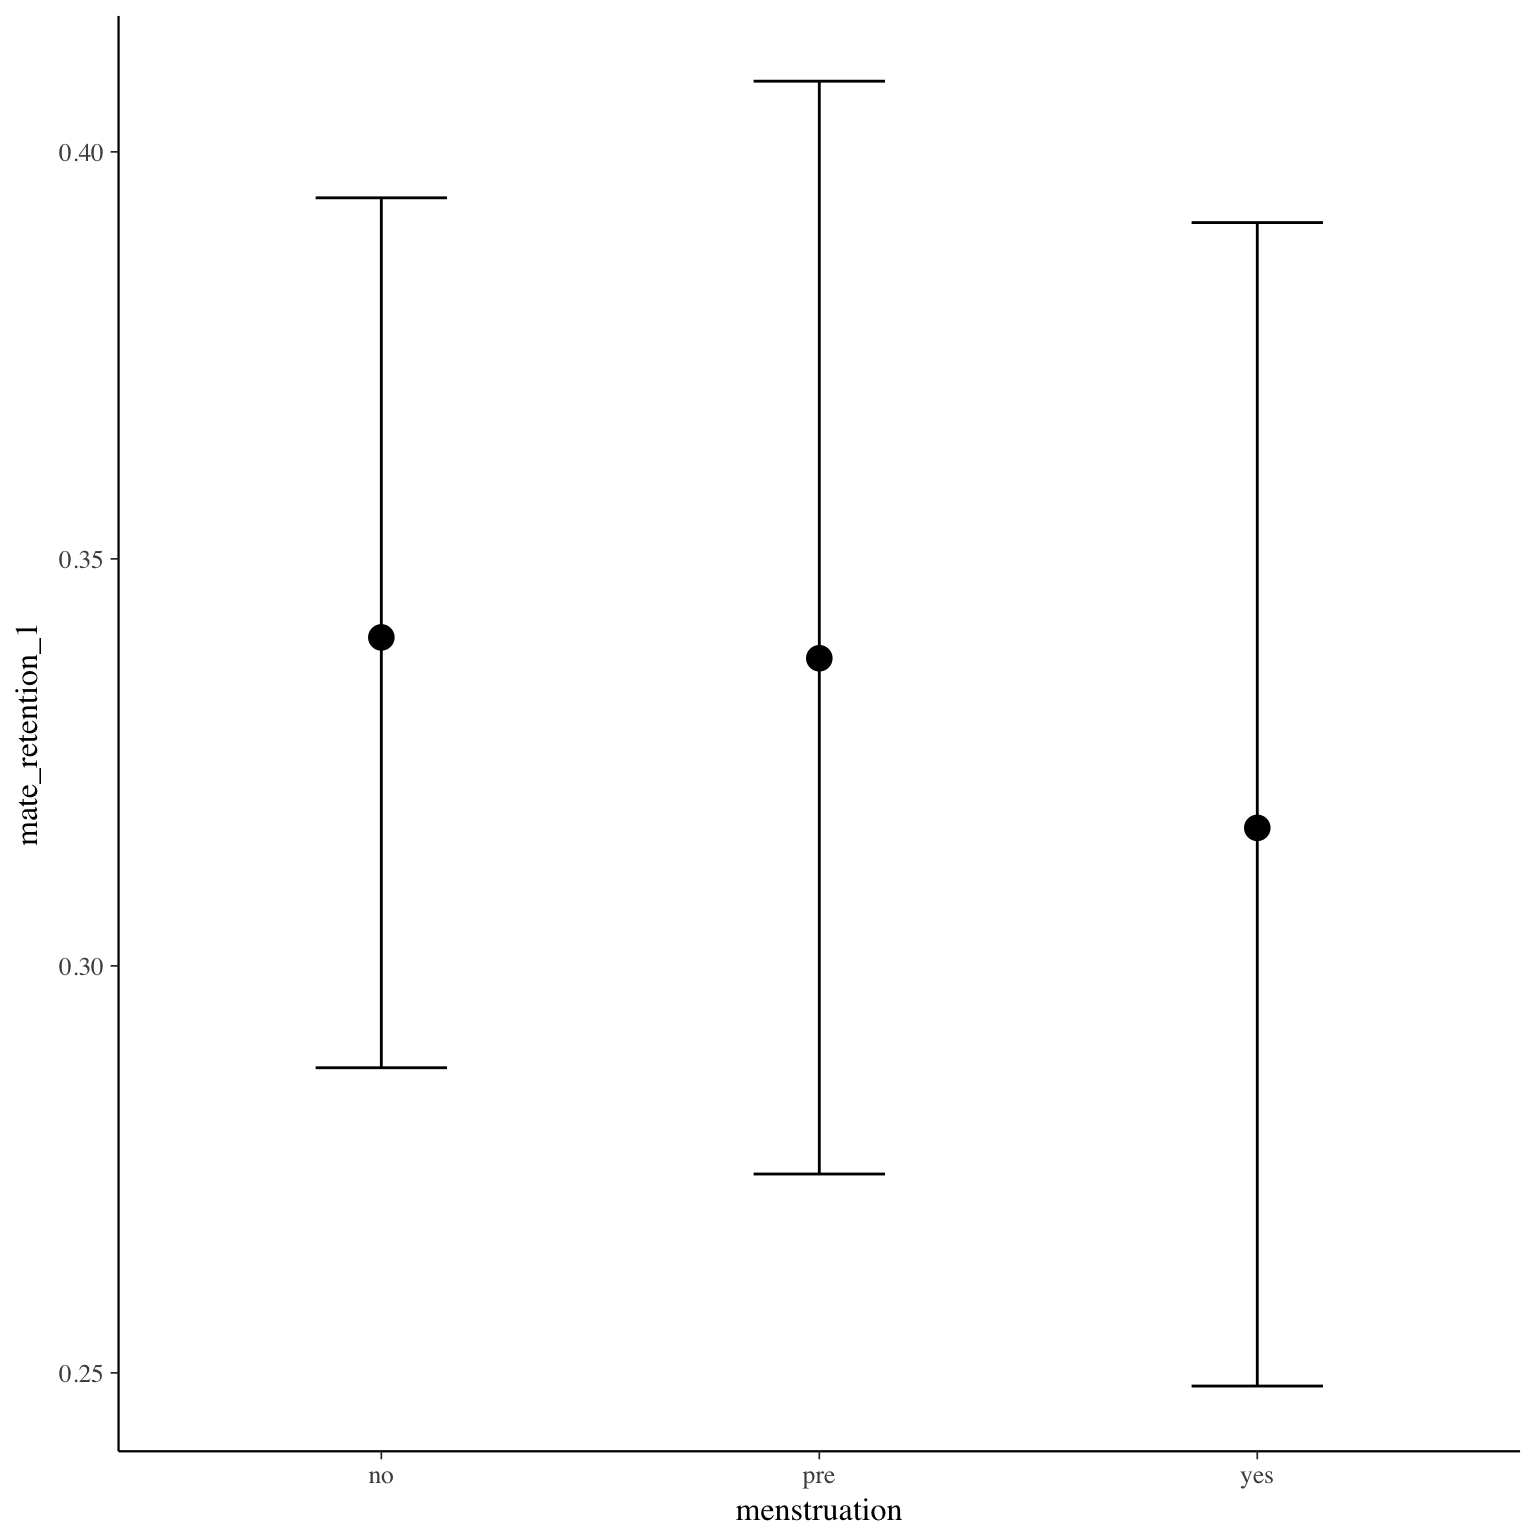 0.40
0.35
0.30
0.25
mate_retention_1
no
pre
yes
menstruation